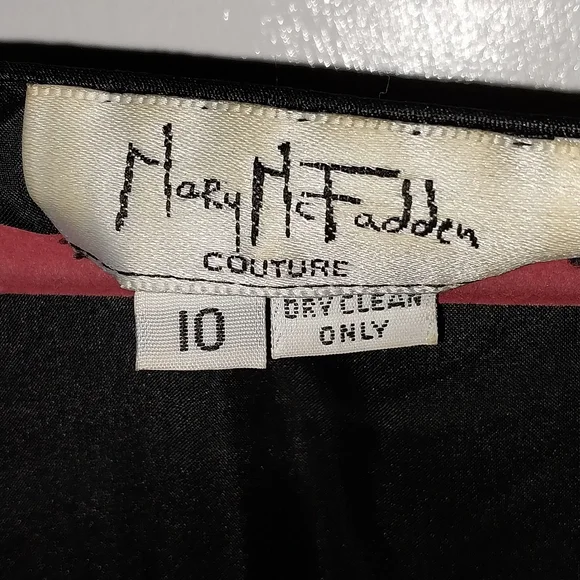 Mary McFadden
COUTURE
10
DRY CLEAN
ONLY